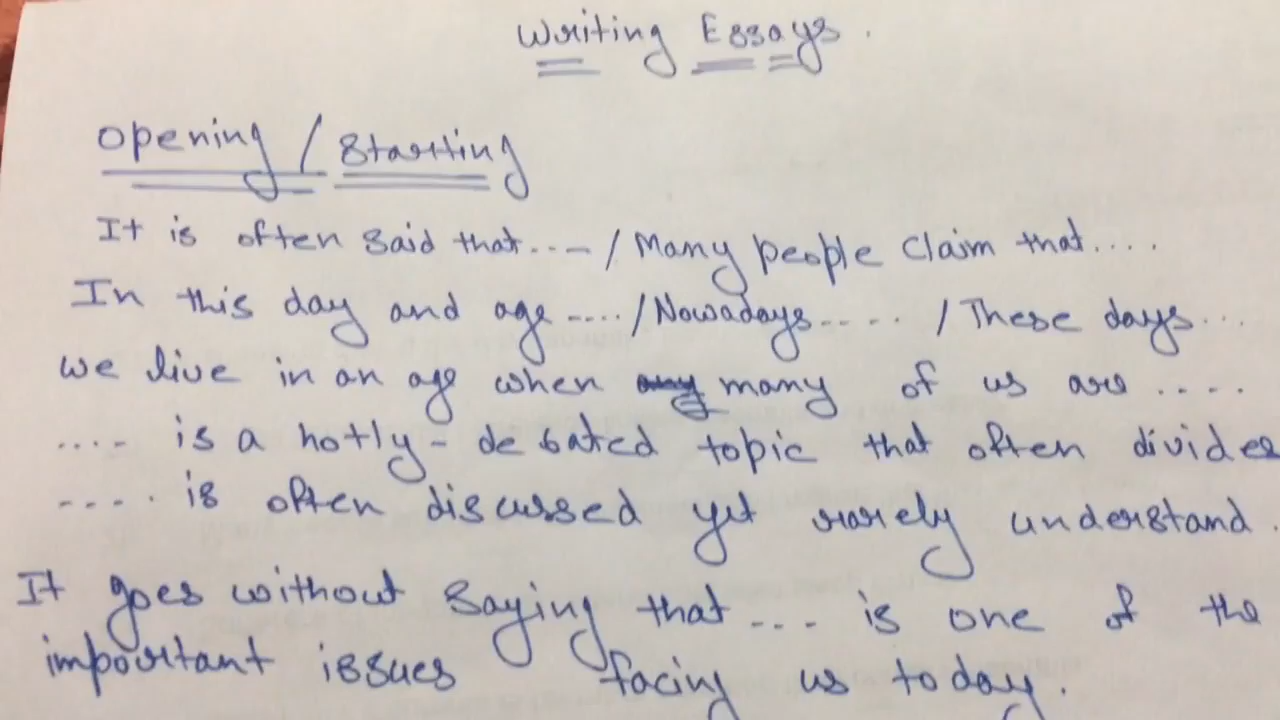 Writing Essays.
Opening / Starting
It is often said that.... / Many people claim that....
In this day and age .... / Nowadays..... / These days...
we live in an age when many of us are ....
.... is a hotly - debated topic that often divides
.... is often discussed yet rarely understand.
It goes without saying that .... is one of the
important issues facing us today.